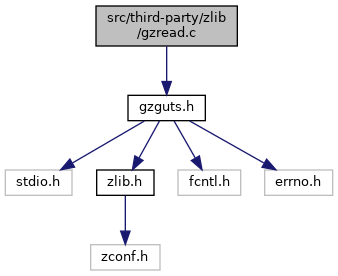 src/third-party/zlib
/gzread.c
gzguts.h
stdio.h
zlib.h
fcntl.h
errno.h
zconf.h